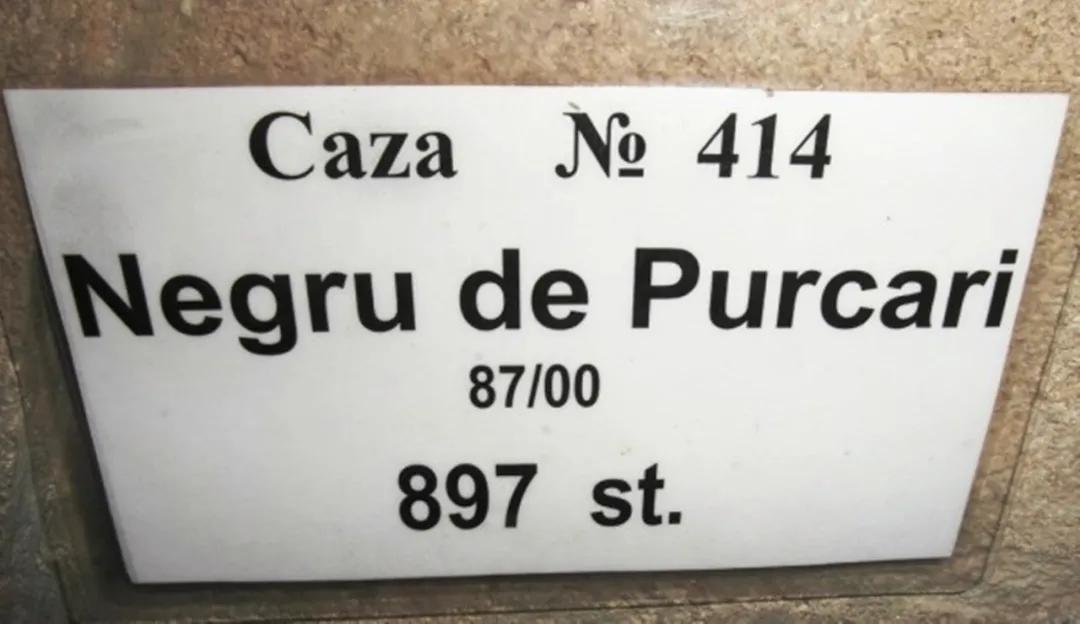 Caza № 414
Negru de Purcari
87/00
897 st.